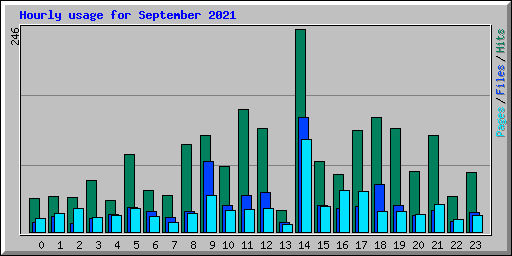 Hourly usage for September 2021
246
Pages / Files / Hits
0 1 2 3 4 5 6 7 8 9 10 11 12 13 14 15 16 17 18 19 20 21 22 23